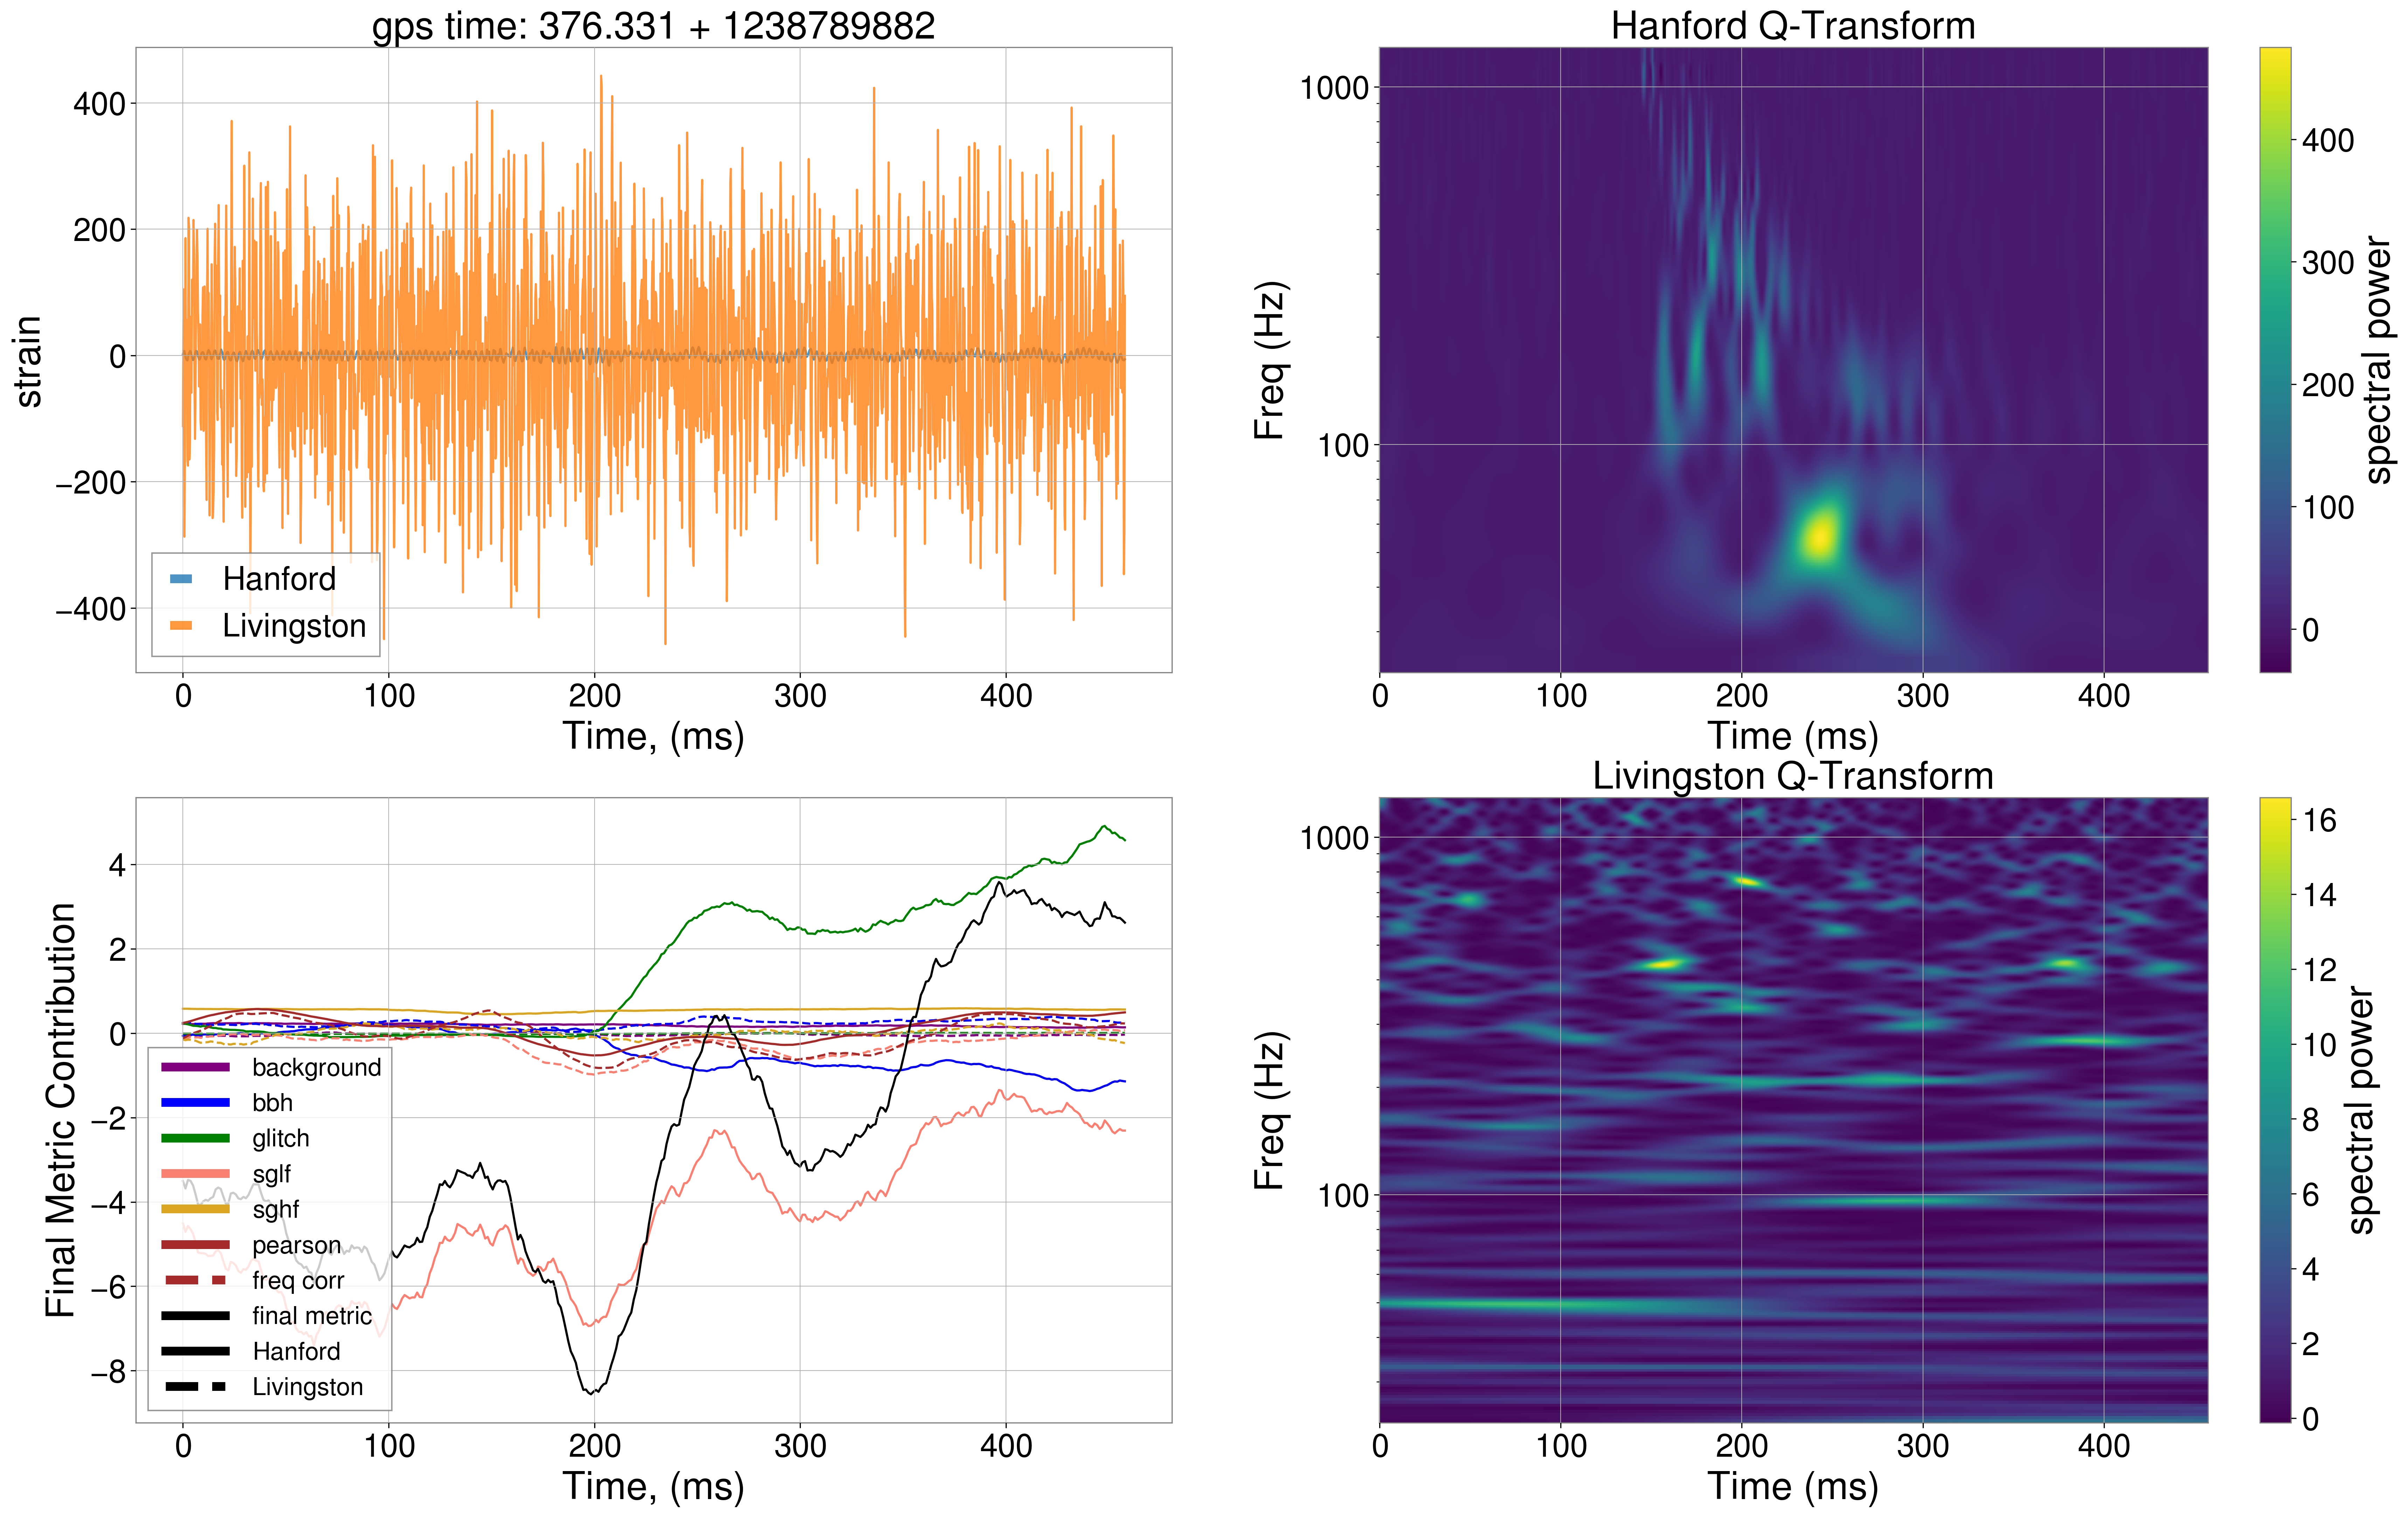 gps time: 376.331 + 1238789882
strain
400
200
0
−200
−400
Hanford
Livingston
0 100 200 300 400
Time, (ms)
Hanford Q-Transform
Freq (Hz)
1000
100
0 100 200 300 400
Time (ms)
400
300
200
100
0
spectral power
Final Metric Contribution
4
2
0
−2
−4
−6
−8
background
bbh
glitch
sglf
sghf
pearson
freq corr
final metric
Hanford
Livingston
0 100 200 300 400
Time, (ms)
Livingston Q-Transform
Freq (Hz)
1000
100
0 100 200 300 400
Time (ms)
16
14
12
10
8
6
4
2
0
spectral power